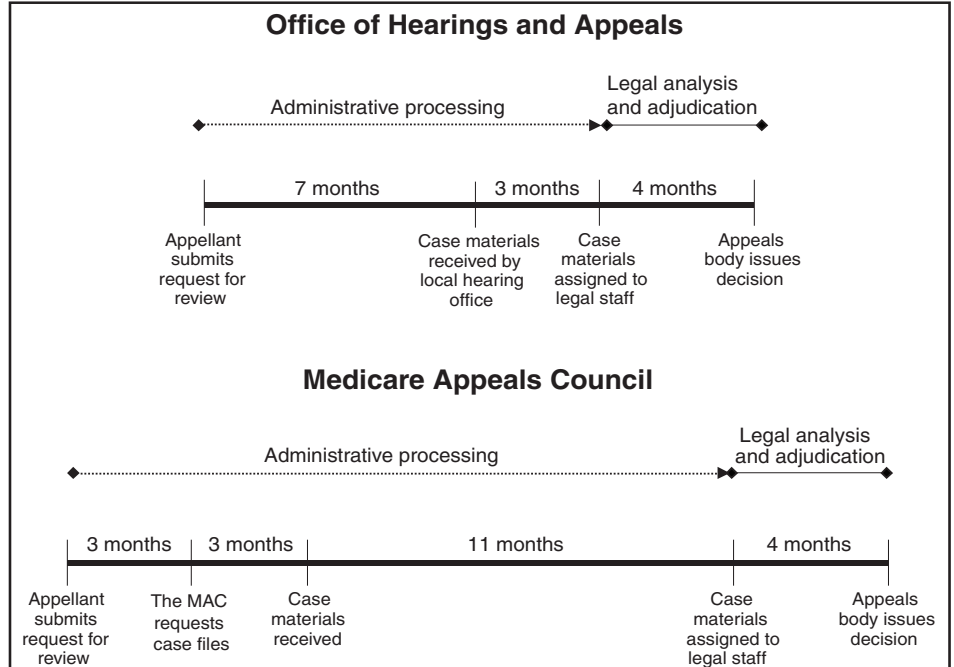 Office of Hearings and Appeals
Administrative processing
Legal analysis
and adjudication
7 months
3 months
4 months
Appellant
submits
request for
review
Case materials
received by
local hearing
office
Case
materials
assigned to
legal staff
Appeals
body issues
decision
Medicare Appeals Council
Administrative processing
Legal analysis
and adjudication
3 months
3 months
11 months
4 months
Appellant
submits
request for
review
The MAC
requests
case files
Case
materials
received
Case
materials
assigned to
legal staff
Appeals
body issues
decision